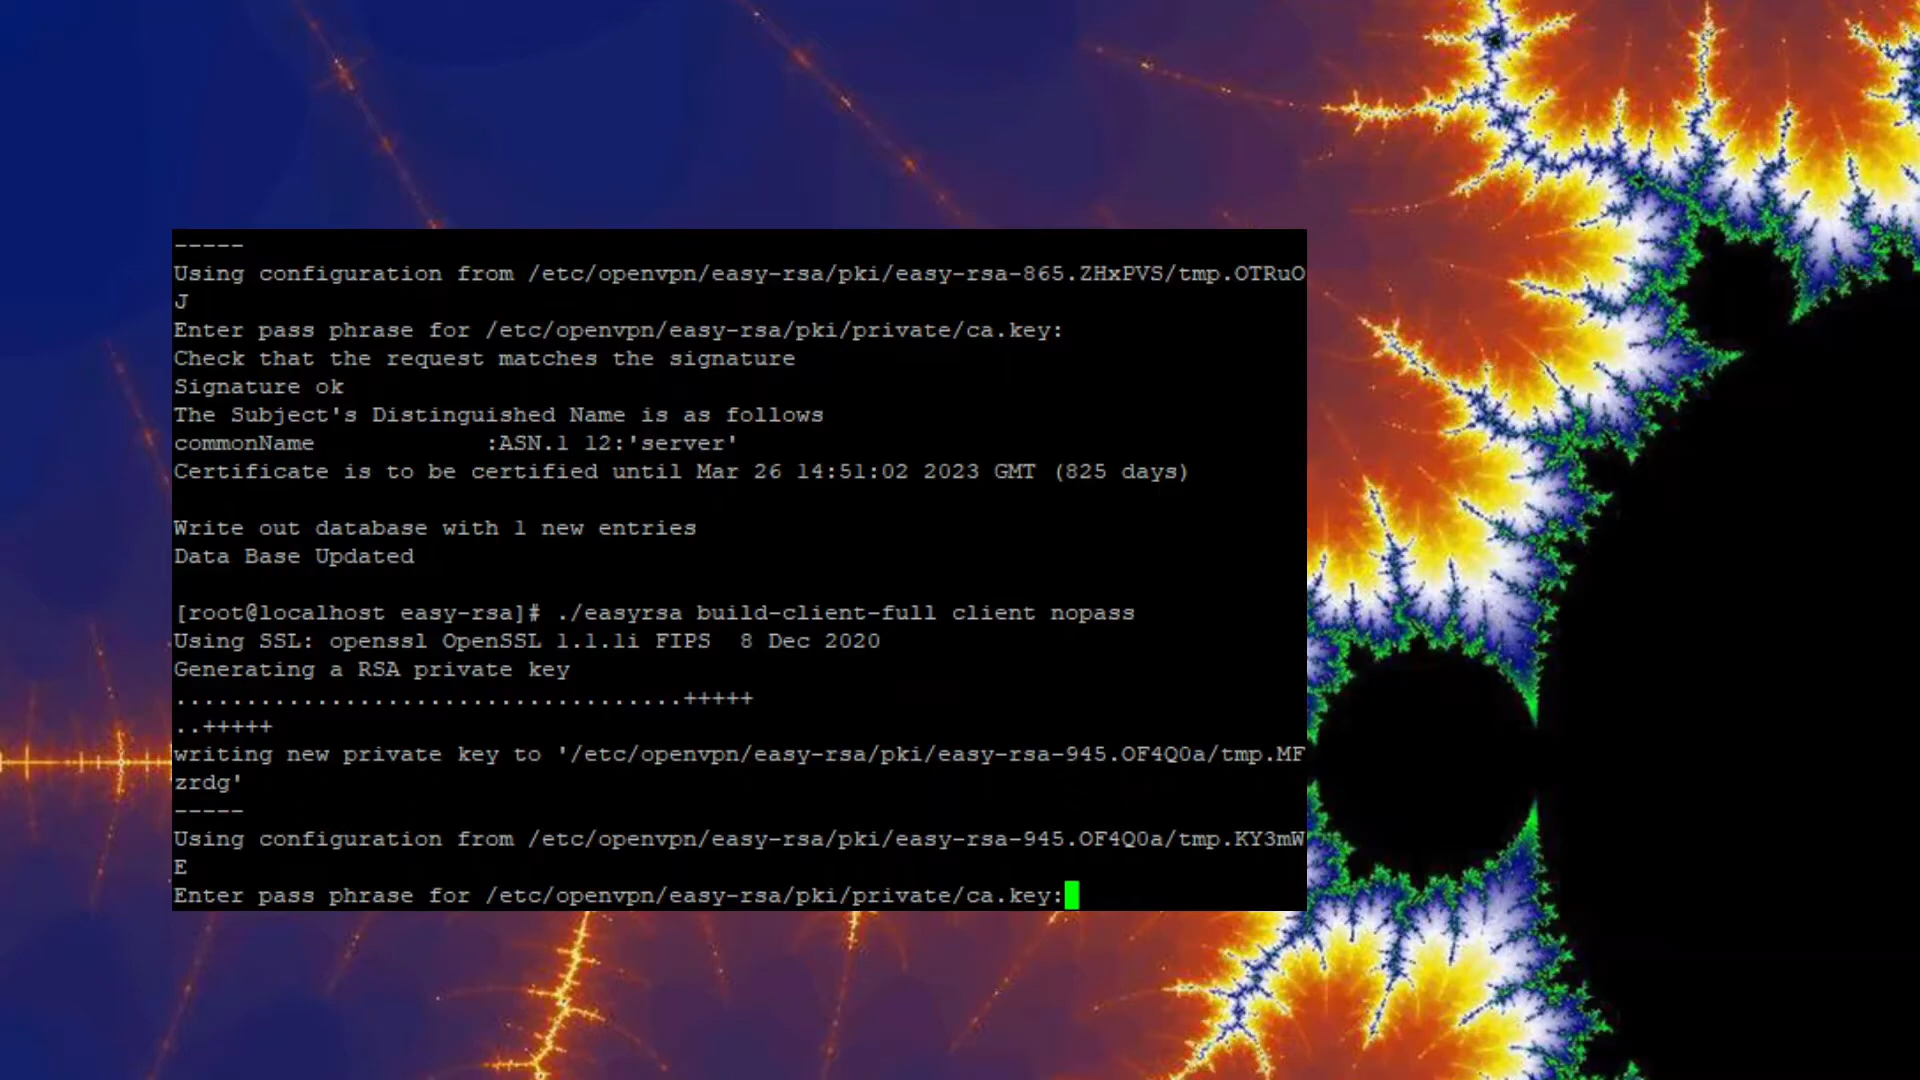 -----
Using configuration from /etc/openvpn/easy-rsa/pki/easy-rsa-865.ZHxPVS/tmp.OTRuO
J
Enter pass phrase for /etc/openvpn/easy-rsa/pki/private/ca.key:
Check that the request matches the signature
Signature ok
The Subject's Distinguished Name is as follows
commonName            :ASN.1 12:'server'
Certificate is to be certified until Mar 26 14:51:02 2023 GMT (825 days)
Write out database with 1 new entries
Data Base Updated
[root@localhost easy-rsa]# ./easyrsa build-client-full client nopass
Using SSL: openssl OpenSSL 1.1.1i FIPS  8 Dec 2020
Generating a RSA private key
....................................+++++
..+++++
writing new private key to '/etc/openvpn/easy-rsa/pki/easy-rsa-945.OF4Q0a/tmp.MF
zrdg'
-----
Using configuration from /etc/openvpn/easy-rsa/pki/easy-rsa-945.OF4Q0a/tmp.KY3mW
E
Enter pass phrase for /etc/openvpn/easy-rsa/pki/private/ca.key: